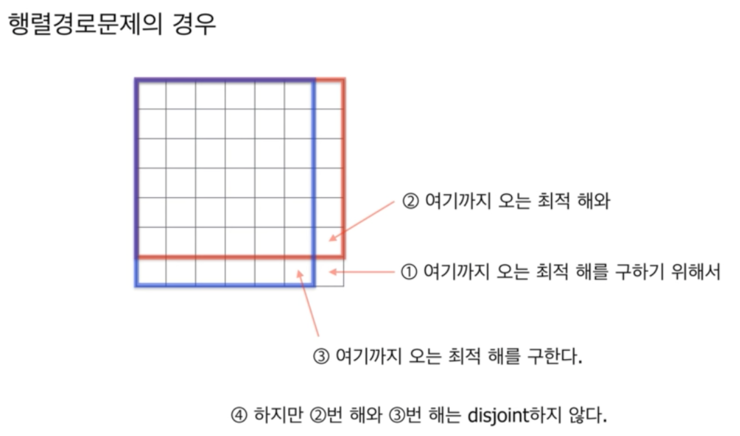 행렬경로문제의 경우
② 여기까지 오는 최적 해와
① 여기까지 오는 최적 해를 구하기 위해서
③ 여기까지 오는 최적 해를 구한다.
④ 하지만 ②번 해와 ③번 해는 disjoint하지 않다.